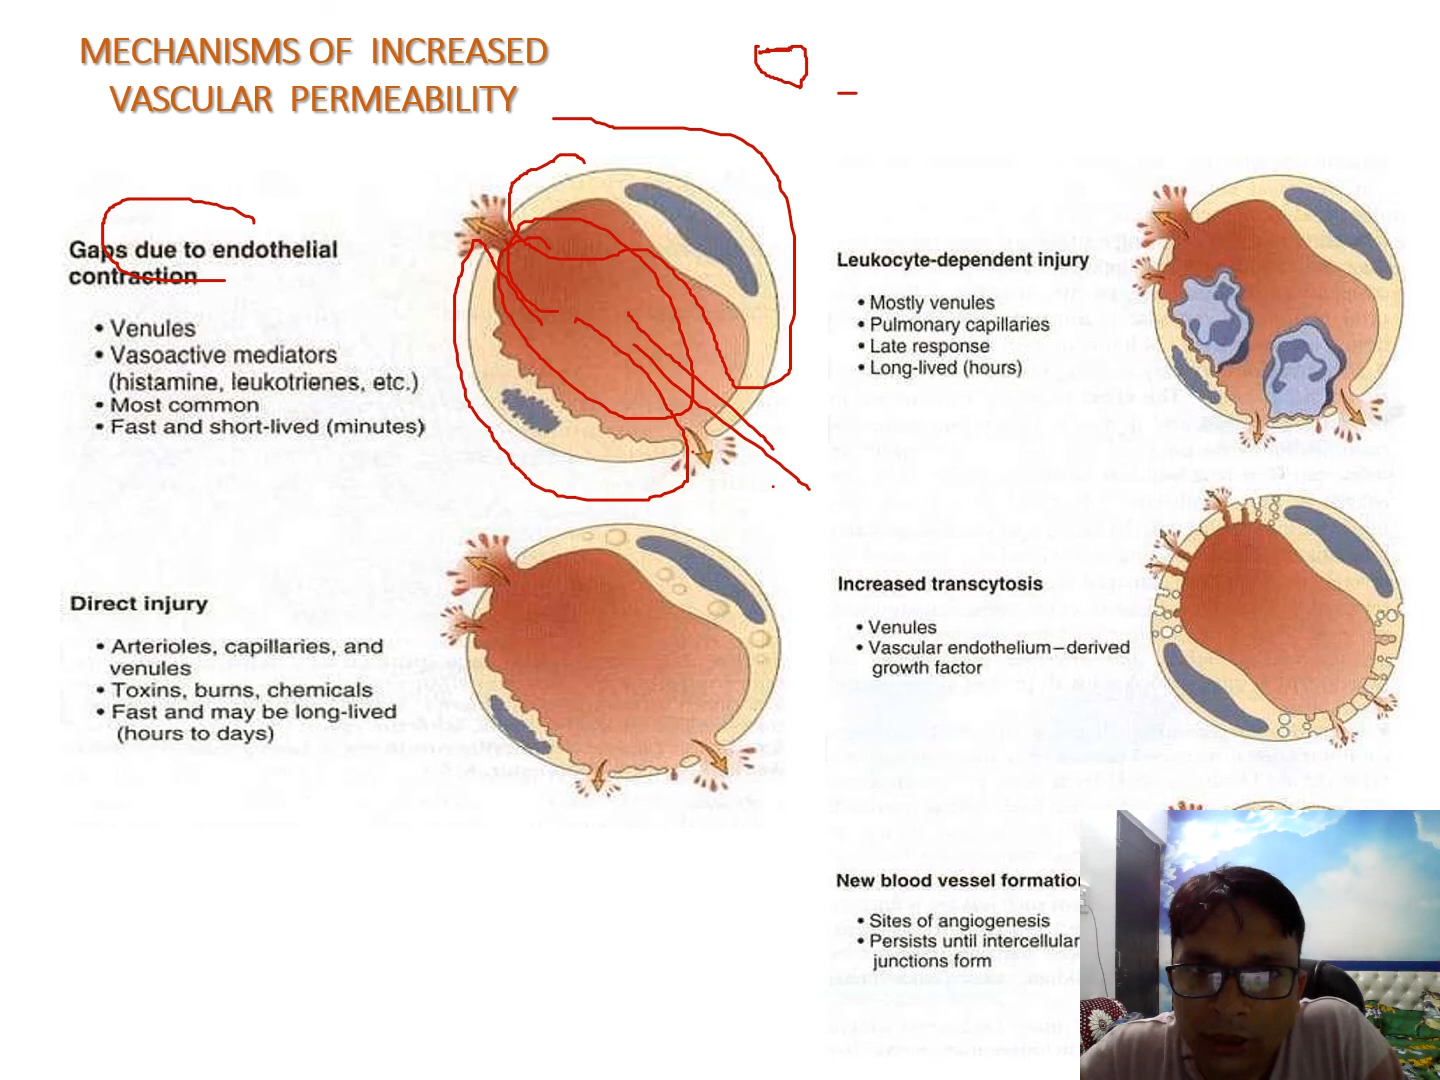 MECHANISMS OF INCREASED
VASCULAR PERMEABILITY
Gaps due to endothelial
contraction
• Venules
• Vasoactive mediators
(histamine, leukotrienes, etc.)
• Most common
• Fast and short-lived (minutes)
Direct injury
• Arterioles, capillaries, and
venules
• Toxins, burns, chemicals
• Fast and may be long-lived
(hours to days)
Leukocyte-dependent injury
• Mostly venules
• Pulmonary capillaries
• Late response
• Long-lived (hours)
Increased transcytosis
• Venules
• Vascular endothelium–derived
growth factor
New blood vessel formation
• Sites of angiogenesis
• Persists until intercellular
junctions form